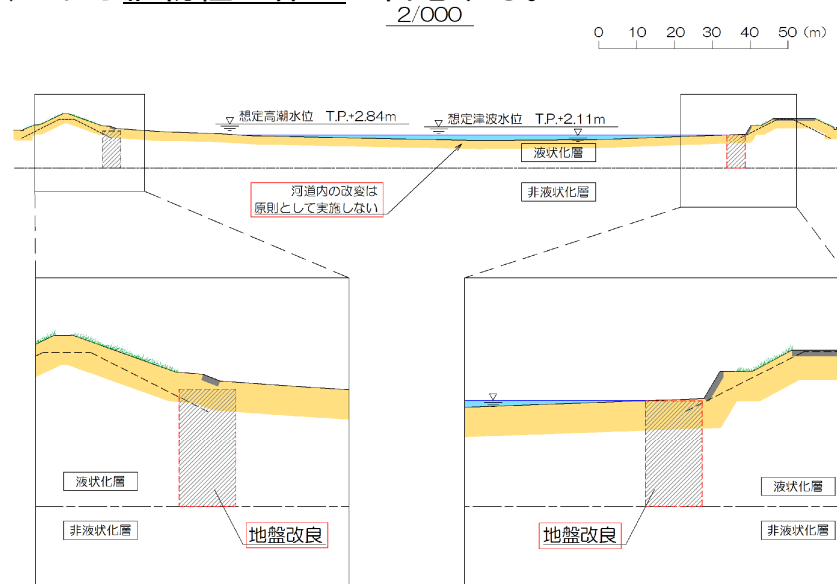 2/000
0 10 20 30 40 50 (m)
想定高潮水位 T.P.+2.84m
想定津波水位 T.P.+2.11m
液状化層
河道内の改変は
原則として実施しない
非液状化層
液状化層
非液状化層
地盤改良
液状化層
非液状化層
地盤改良